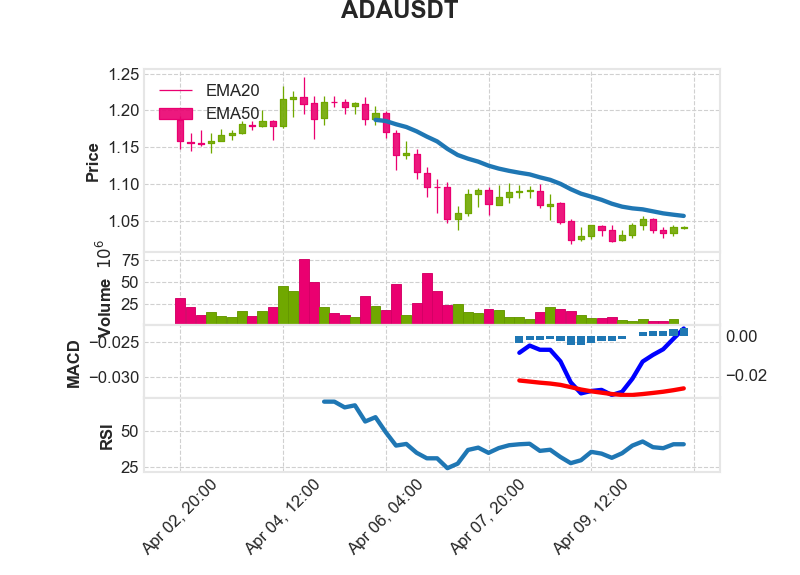 ADAUSDT
EMA20
EMA50
Price
1.25
1.20
1.15
1.10
1.05
Volume 10^6
75
50
25
MACD
−0.025
−0.030
0.00
−0.02
RSI
50
25
Apr 02, 20:00
Apr 04, 12:00
Apr 06, 04:00
Apr 07, 20:00
Apr 09, 12:00